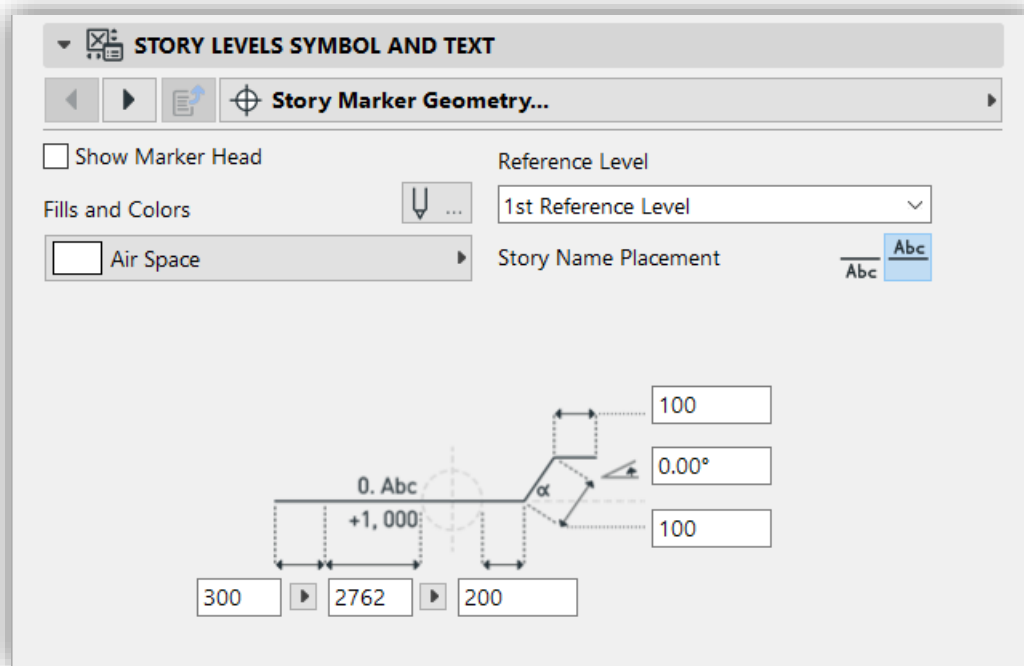 STORY LEVELS SYMBOL AND TEXT
Story Marker Geometry...
Show Marker Head
Reference Level
Fills and Colors
...
1st Reference Level
Air Space
Story Name Placement
Abc
Abc
100
0.00°
0. Abc
α
+1, 000
100
300
2762
200